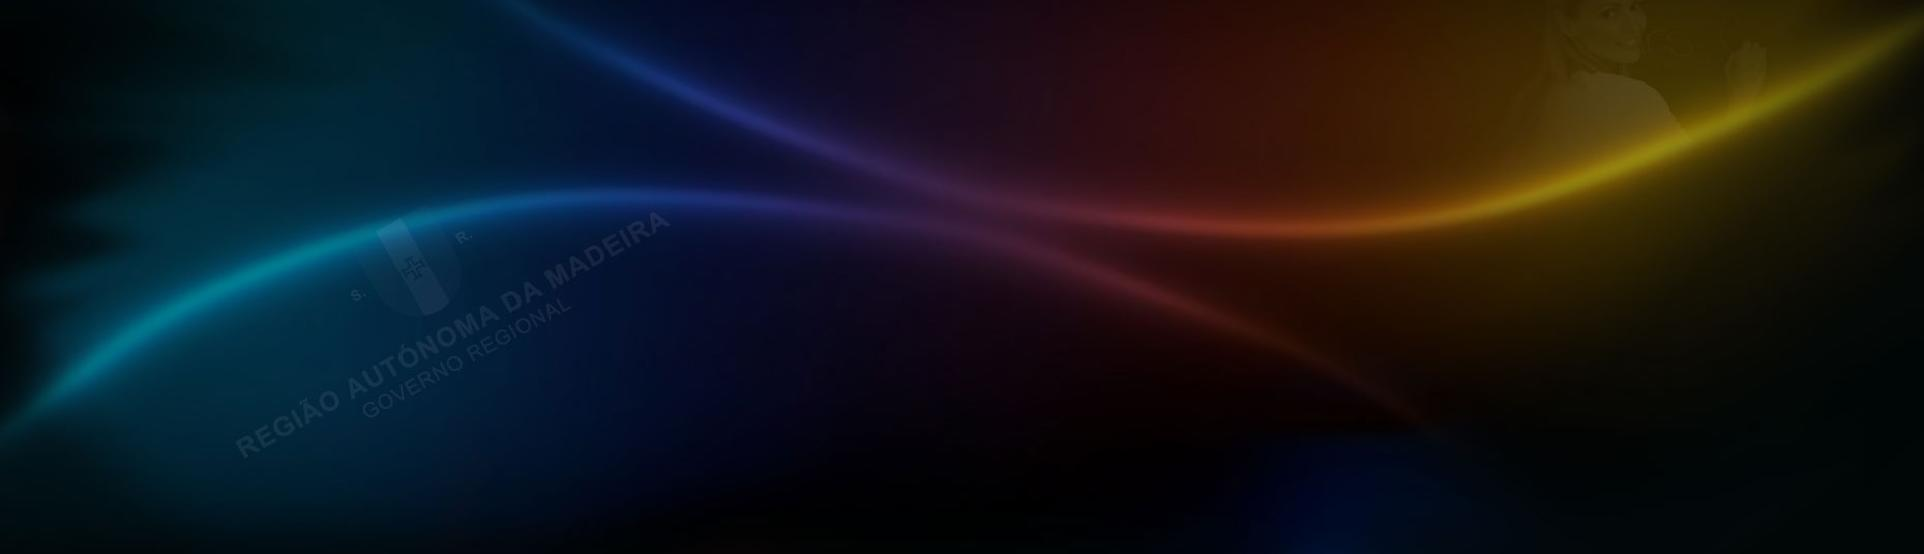 S. R.
REGIÃO AUTÓNOMA DA MADEIRA
GOVERNO REGIONAL